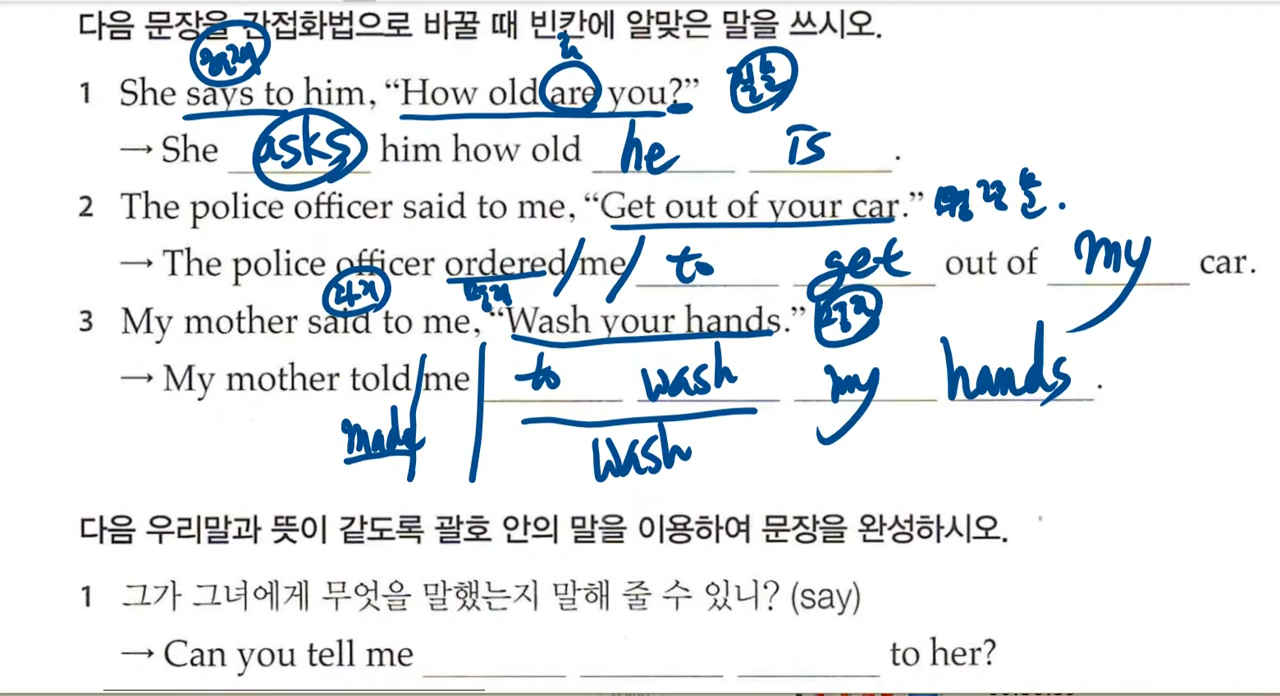 다음 문장을 간접화법으로 바꿀 때 빈칸에 알맞은 말을 쓰시오.
현재
1 She says to him, “How old are you?”
→ She asks him how old he is .
2 The police officer said to me, “Get out of your car.” 명령문.
→ The police officer ordered/me/ to get out of my car.
과거
3 My mother said to me, “Wash your hands.”
→ My mother told/me to wash my hands .
made wash
다음 우리말과 뜻이 같도록 괄호 안의 말을 이용하여 문장을 완성하시오.
1 그가 그녀에게 무엇을 말했는지 말해 줄 수 있니? (say)
→ Can you tell me to her?